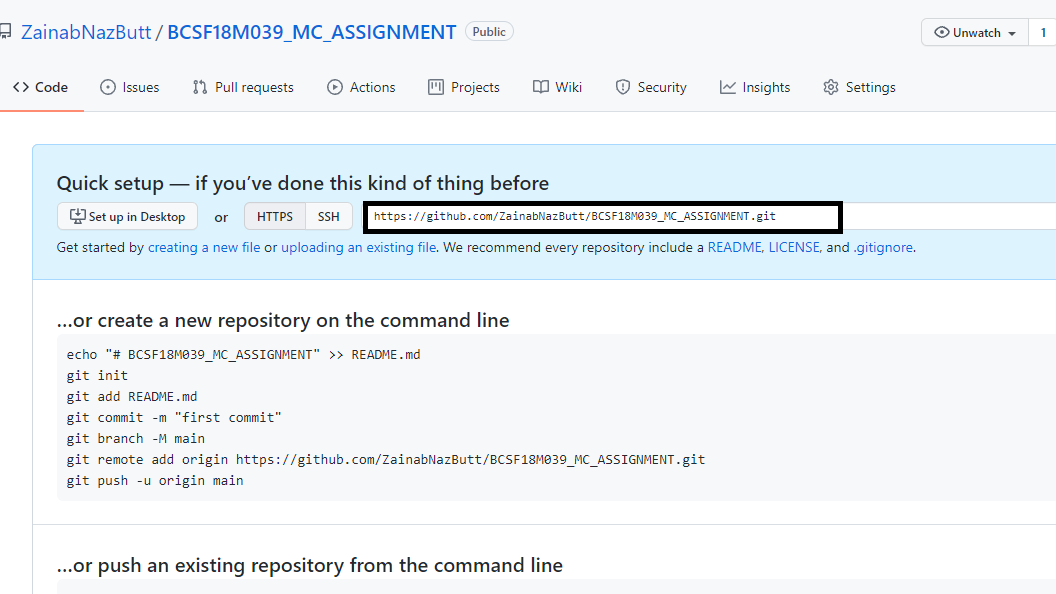 ZainabNazButt / BCSF18M039_MC_ASSIGNMENT Public Unwatch 1
Code Issues Pull requests Actions Projects Wiki Security Insights Settings
Quick setup — if you’ve done this kind of thing before
Set up in Desktop or HTTPS SSH https://github.com/ZainabNazButt/BCSF18M039_MC_ASSIGNMENT.git
Get started by creating a new file or uploading an existing file. We recommend every repository include a README, LICENSE, and .gitignore.
…or create a new repository on the command line
echo "# BCSF18M039_MC_ASSIGNMENT" >> README.md
git init
git add README.md
git commit -m "first commit"
git branch -M main
git remote add origin https://github.com/ZainabNazButt/BCSF18M039_MC_ASSIGNMENT.git
git push -u origin main
…or push an existing repository from the command line